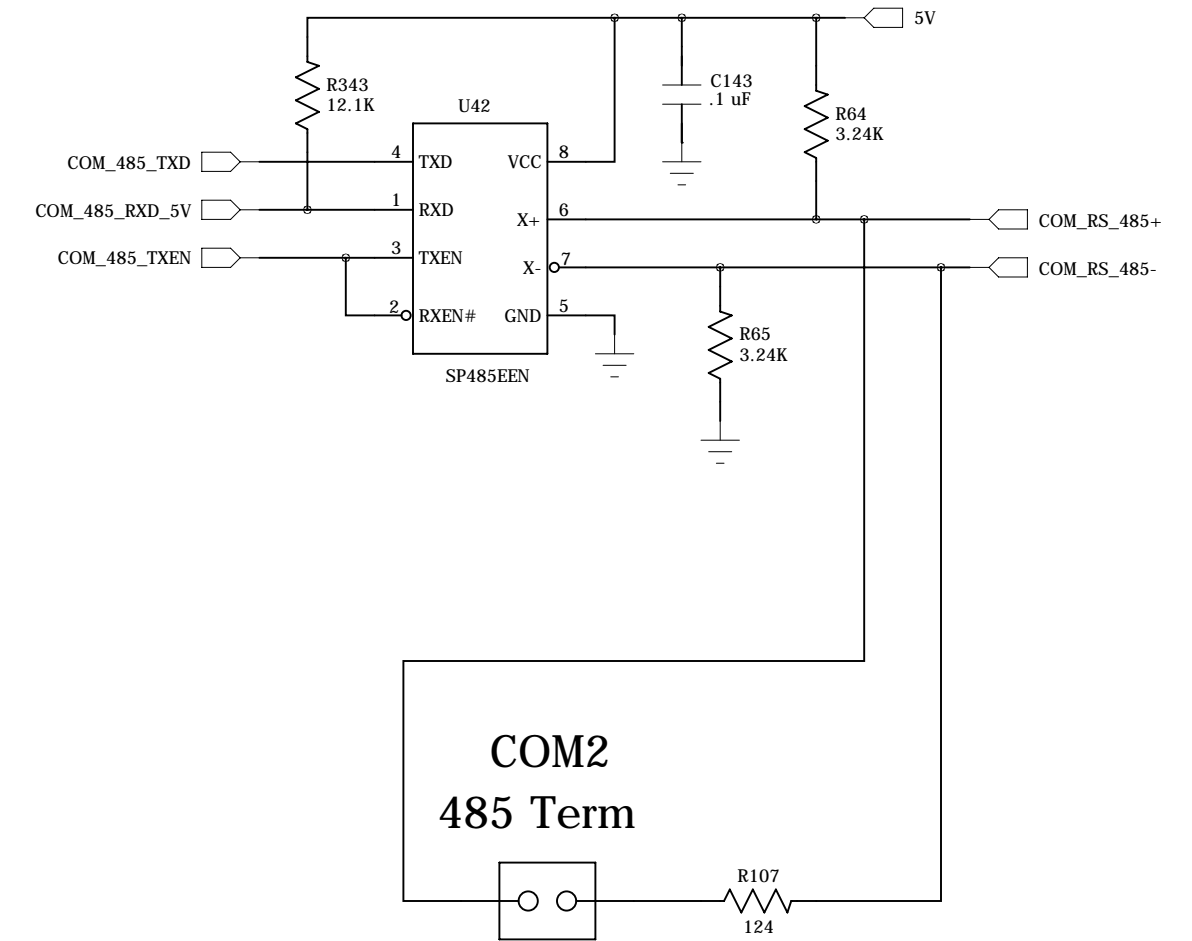 5V
R343
12.1K
C143
.1 uF
U42
R64
3.24K
COM_485_TXD
4
TXD
VCC
8
COM_485_RXD_5V
1
RXD
X+
6
COM_RS_485+
COM_485_TXEN
3
TXEN
X-
7
COM_RS_485-
2
RXEN#
GND
5
R65
3.24K
SP485EEN
COM2
485 Term
R107
124